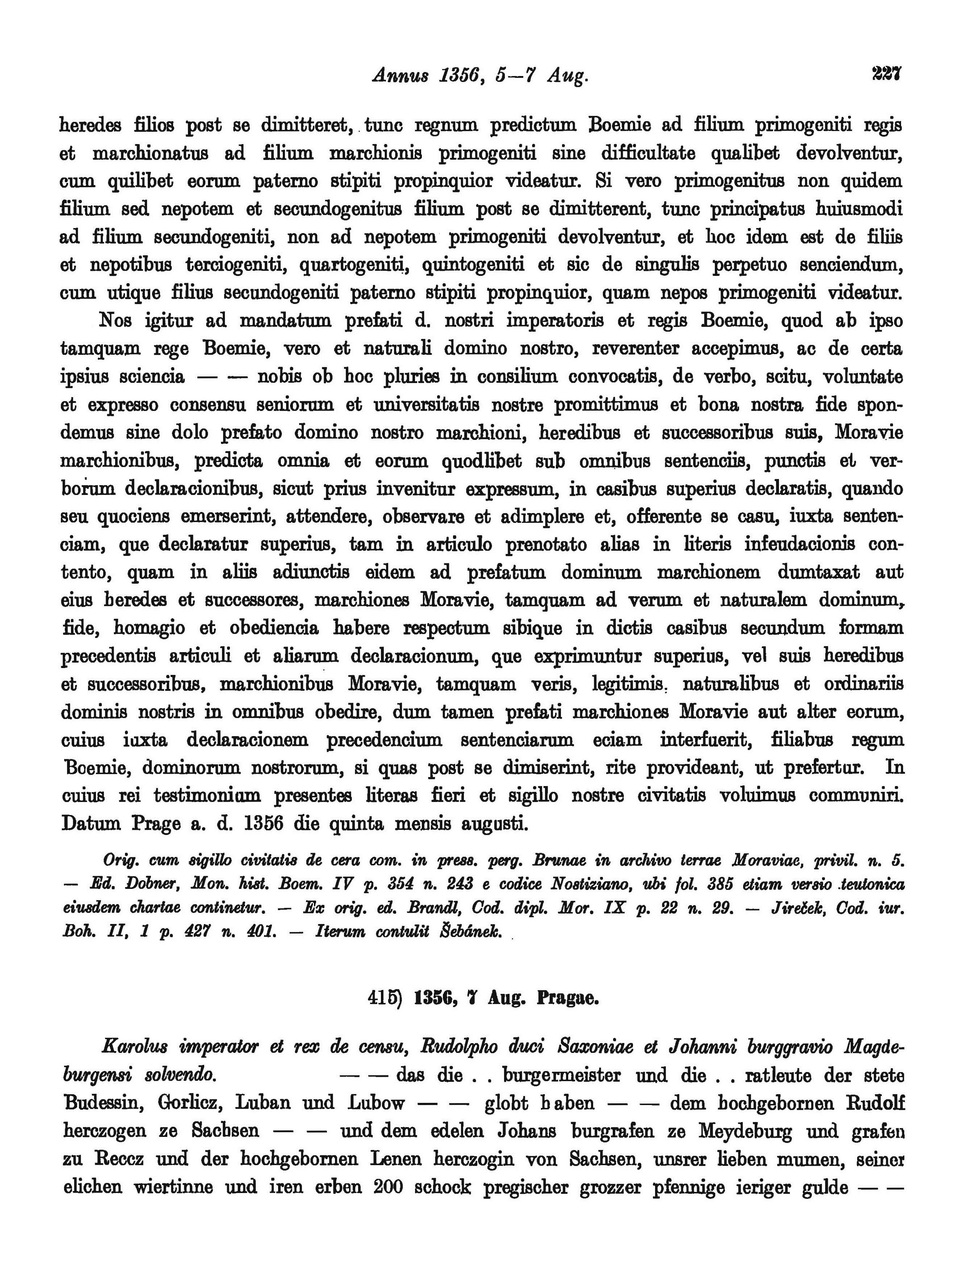 Annus 1356, 5—7 Aug. 227
heredes filios post se dimitteret, tunc regnum predictum Boemie ad filium primogeniti regis
et marchionatus ad filium marchionis primogeniti sine difficultate qualibet devolventur,
cum quilibet eorum paterno stipiti propinquior videatur. Si vero primogenitus non quidem
filium sed nepotem et secundogenitus filium post se dimitterent, tunc principatus huiusmodi
ad filium secundogeniti, non ad nepotem primogeniti devolventur, et hoc idem est de filiis
et nepotibus terciogeniti, quartogeniti, quintogeniti et sic de singulis perpetuo senciendum,
cum utique filius secundogeniti paterno stipiti propinquior, quam nepos primogeniti videatur.
Nos igitur ad mandatum prefati d. nostri imperatoris et regis Boemie, quod ab ipso
tamquam rege Boemie, vero et naturali domino nostro, reverenter accepimus, ac de certa
ipsius sciencia — — nobis ob hoc pluries in consilium convocatis, de verbo, scitu, voluntate
et expresso consensu seniorum et universitatis nostre promittimus et bona nostra fide spon-
demus sine dolo prefato domino nostro marchioni, heredibus et successoribus suis, Moravie
marchionibus, predicta omnia et eorum quodlibet sub omnibus sentenciis, punctis et ver-
borum declaracionibus, sicut prius invenitur expressum, in casibus superius declaratis, quando
seu quociens emerserint, attendere, observare et adimplere et, offerente se casu, iuxta senten-
ciam, que declaratur superius, tam in articulo prenotato alias in literis infeudacionis con-
tento, quam in aliis adiunctis eidem ad prefatum dominum marchionem dumtaxat aut
eius heredes et successores, marchiones Moravie, tamquam ad verum et naturalem dominum,
fide, homagio et obediencia habere respectum sibique in dictis casibus secundum formam
precedentis articuli et aliarum declaracionum, que exprimuntur superius, vel suis heredibus
et successoribus, marchionibus Moravie, tamquam veris, legitimis, naturalibus et ordinariis
dominis nostris in omnibus obedire, dum tamen prefati marchiones Moravie aut alter eorum,
cuius iuxta declaracionem precedencium sentenciarum eciam interfuerit, filiabus regum
Boemie, dominorum nostrorum, si quas post se dimiserint, rite provideant, ut prefertur. In
cuius rei testimonium presentes literas fieri et sigillo nostre civitatis voluimus communiri.
Datum Prage a. d. 1356 die quinta mensis augusti.
Orig. cum sigillo civitatis de cera com. in press. perg. Brunae in archivo terrae Moraviae, privil. n. 5.
— Ed. Dobner, Mon. hist. Boem. IV p. 354 n. 243 e codice Nostiziano, ubi fol. 385 etiam versio teutonica
eiusdem chartae continetur. — Ex orig. ed. Brandl, Cod. dipl. Mor. IX p. 22 n. 29. — Jireček, Cod. iur.
Boh. II, 1 p. 427 n. 401. — Iterum contulit Šebánek.
415) 1356, 7 Aug. Prague.
Karolus imperator et rex de censu, Rudolpho duci Saxoniae et Johanni burggravio Magde-
burgensi solvendo. — — das die . . burgermeister und die . . ratleute der stete
Budessin, Gorlicz, Luban und Lubow — — globt haben — — dem hochgebornen Rudolf
herczogen ze Sachsen — — und dem edelen Johans burgrafen ze Meydeburg und grafen
zu Reccz und der hochgebornen Lenen herczogin von Sachsen, unsrer lieben mumen, seiner
elichen wiertinne und iren erben 200 schock pregischer grozzer pfennige ieriger gulde — —